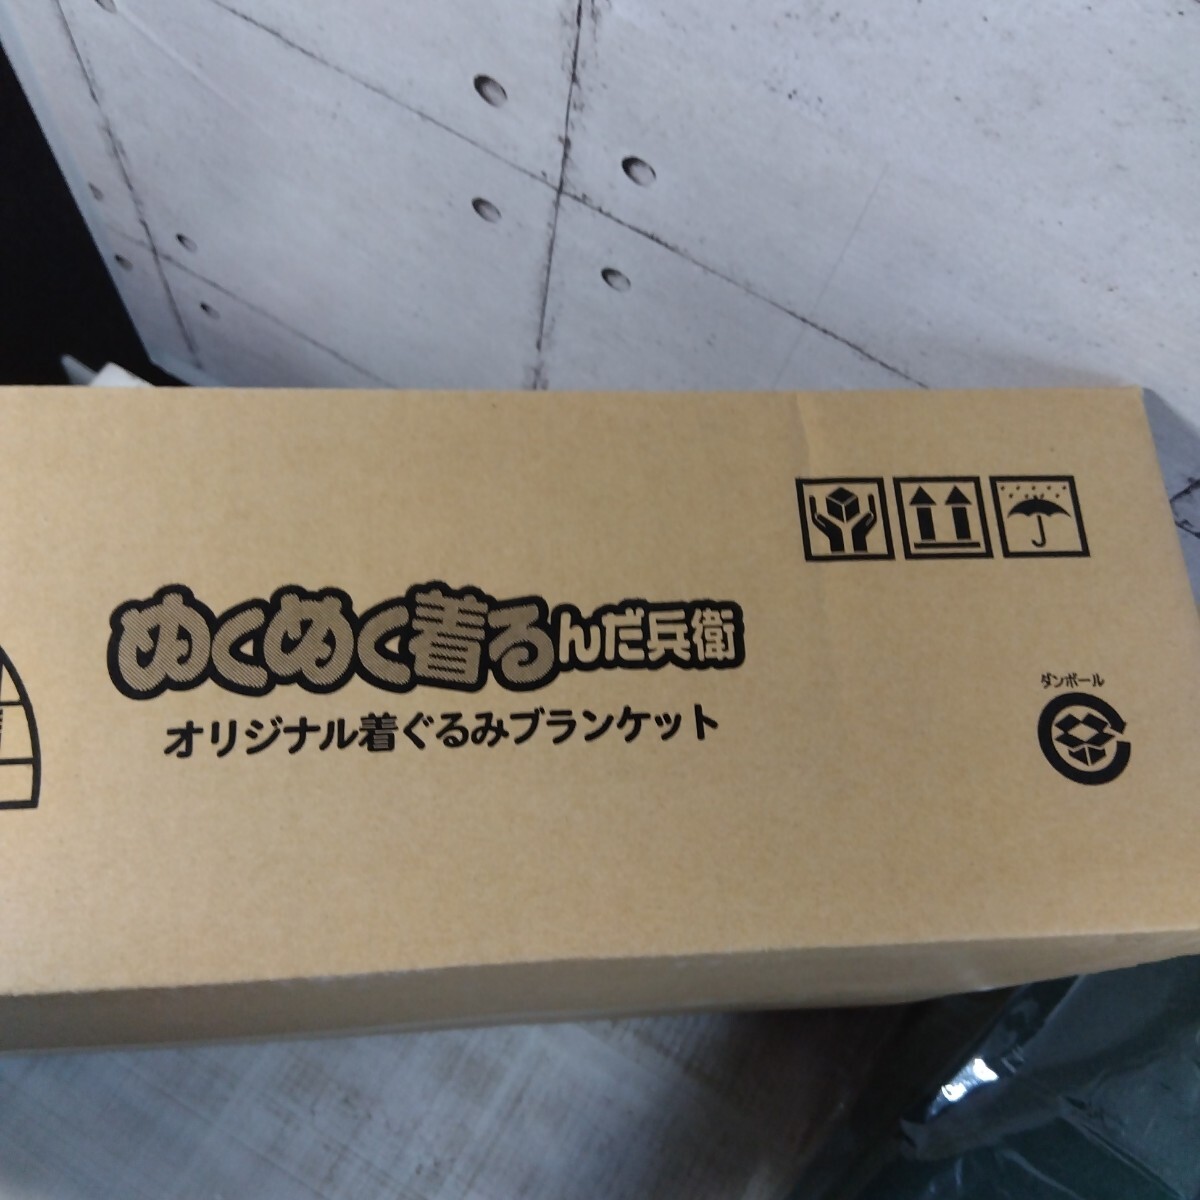 ぬくぬく着るんだ兵衛
オリジナル着ぐるみブランケット
ダンボール